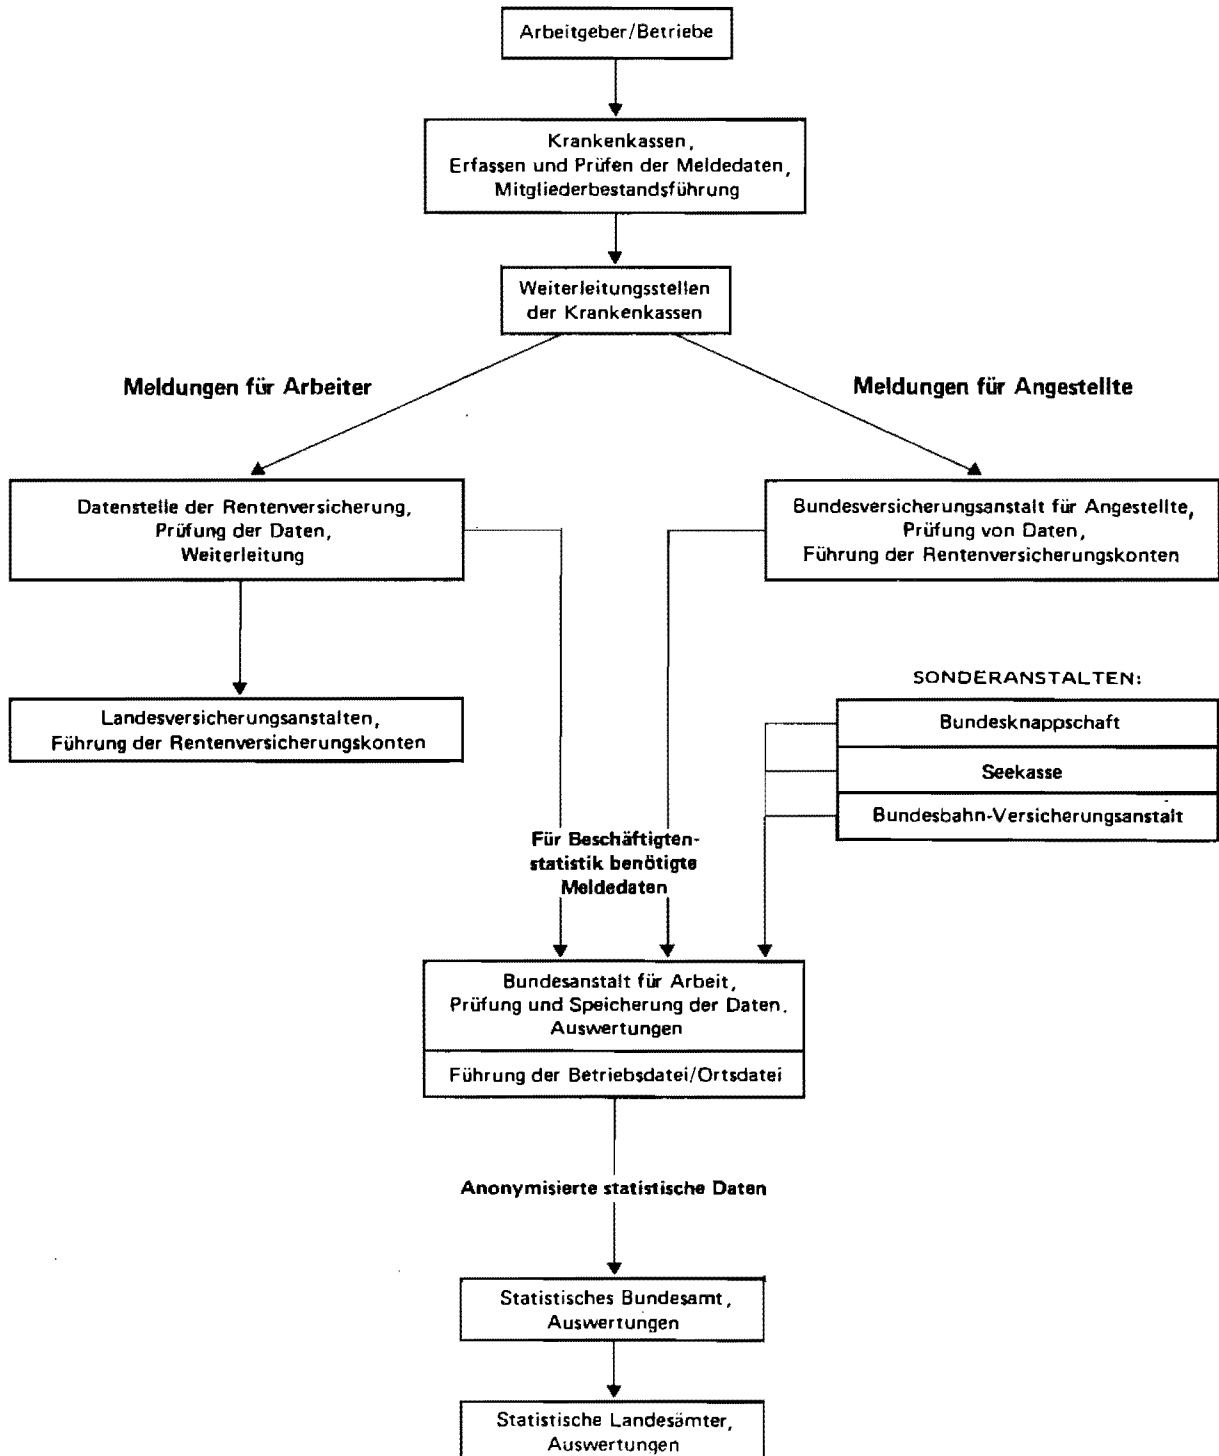 Arbeitgeber/Betriebe
Krankenkassen,
Erfassen und Prüfen der Meldedaten,
Mitgliederbestandsführung
Weiterleitungsstellen
der Krankenkassen
Meldungen für Arbeiter
Meldungen für Angestellte
Datenstelle der Rentenversicherung,
Prüfung der Daten,
Weiterleitung
Bundesversicherungsanstalt für Angestellte,
Prüfung von Daten,
Führung der Rentenversicherungskonten
Landesversicherungsanstalten,
Führung der Rentenversicherungskonten
SONDERANSTALTEN:
Bundesknappschaft
Seekasse
Bundesbahn-Versicherungsanstalt
Für Beschäftigten-
statistik benötigte
Meldedaten
Bundesanstalt für Arbeit,
Prüfung und Speicherung der Daten,
Auswertungen
Führung der Betriebsdatei/Ortsdatei
Anonymisierte statistische Daten
Statistisches Bundesamt,
Auswertungen
Statistische Landesämter,
Auswertungen